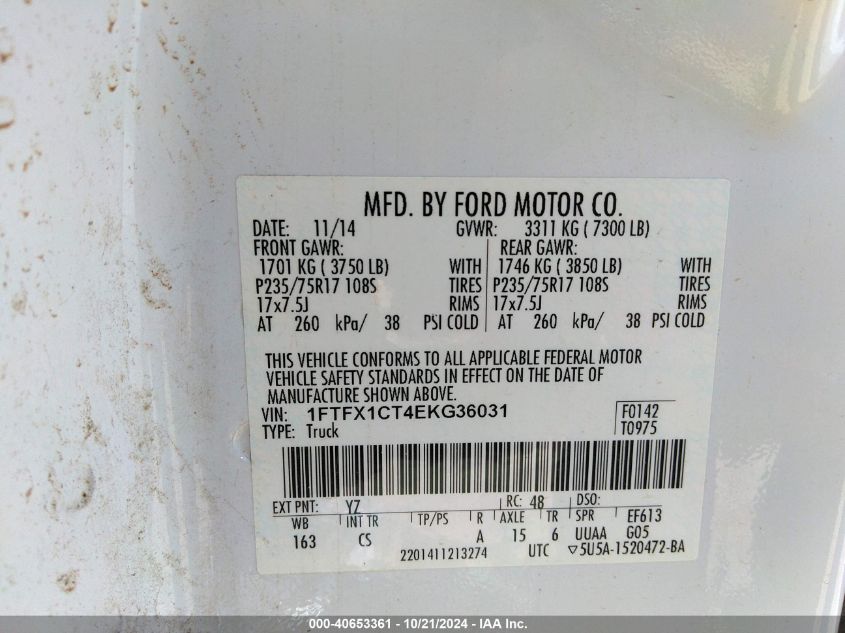 MFD. BY FORD MOTOR CO.
DATE: 11/14 GVWR: 3311 KG ( 7300 LB)
FRONT GAWR: REAR GAWR:
1701 KG ( 3750 LB) WITH 1746 KG ( 3850 LB) WITH
P235/75R17 108S TIRES P235/75R17 108S TIRES
17x7.5J RIMS 17x7.5J RIMS
AT 260 kPa/ 38 PSI COLD AT 260 kPa/ 38 PSI COLD
THIS VEHICLE CONFORMS TO ALL APPLICABLE FEDERAL MOTOR
VEHICLE SAFETY STANDARDS IN EFFECT ON THE DATE OF
MANUFACTURE SHOWN ABOVE.
VIN: 1FTFX1CT4EKG36031 F0142
TYPE: Truck T0975
EXT PNT: YZ RC: 48 DSO:
WB INT TR TP/PS R AXLE TR SPR EF613
163 CS A 15 6 UUAA G05
2201411213274 UTC ▽5U5A-1520472-BA
000-40653361 - 10/21/2024 - IAA Inc.